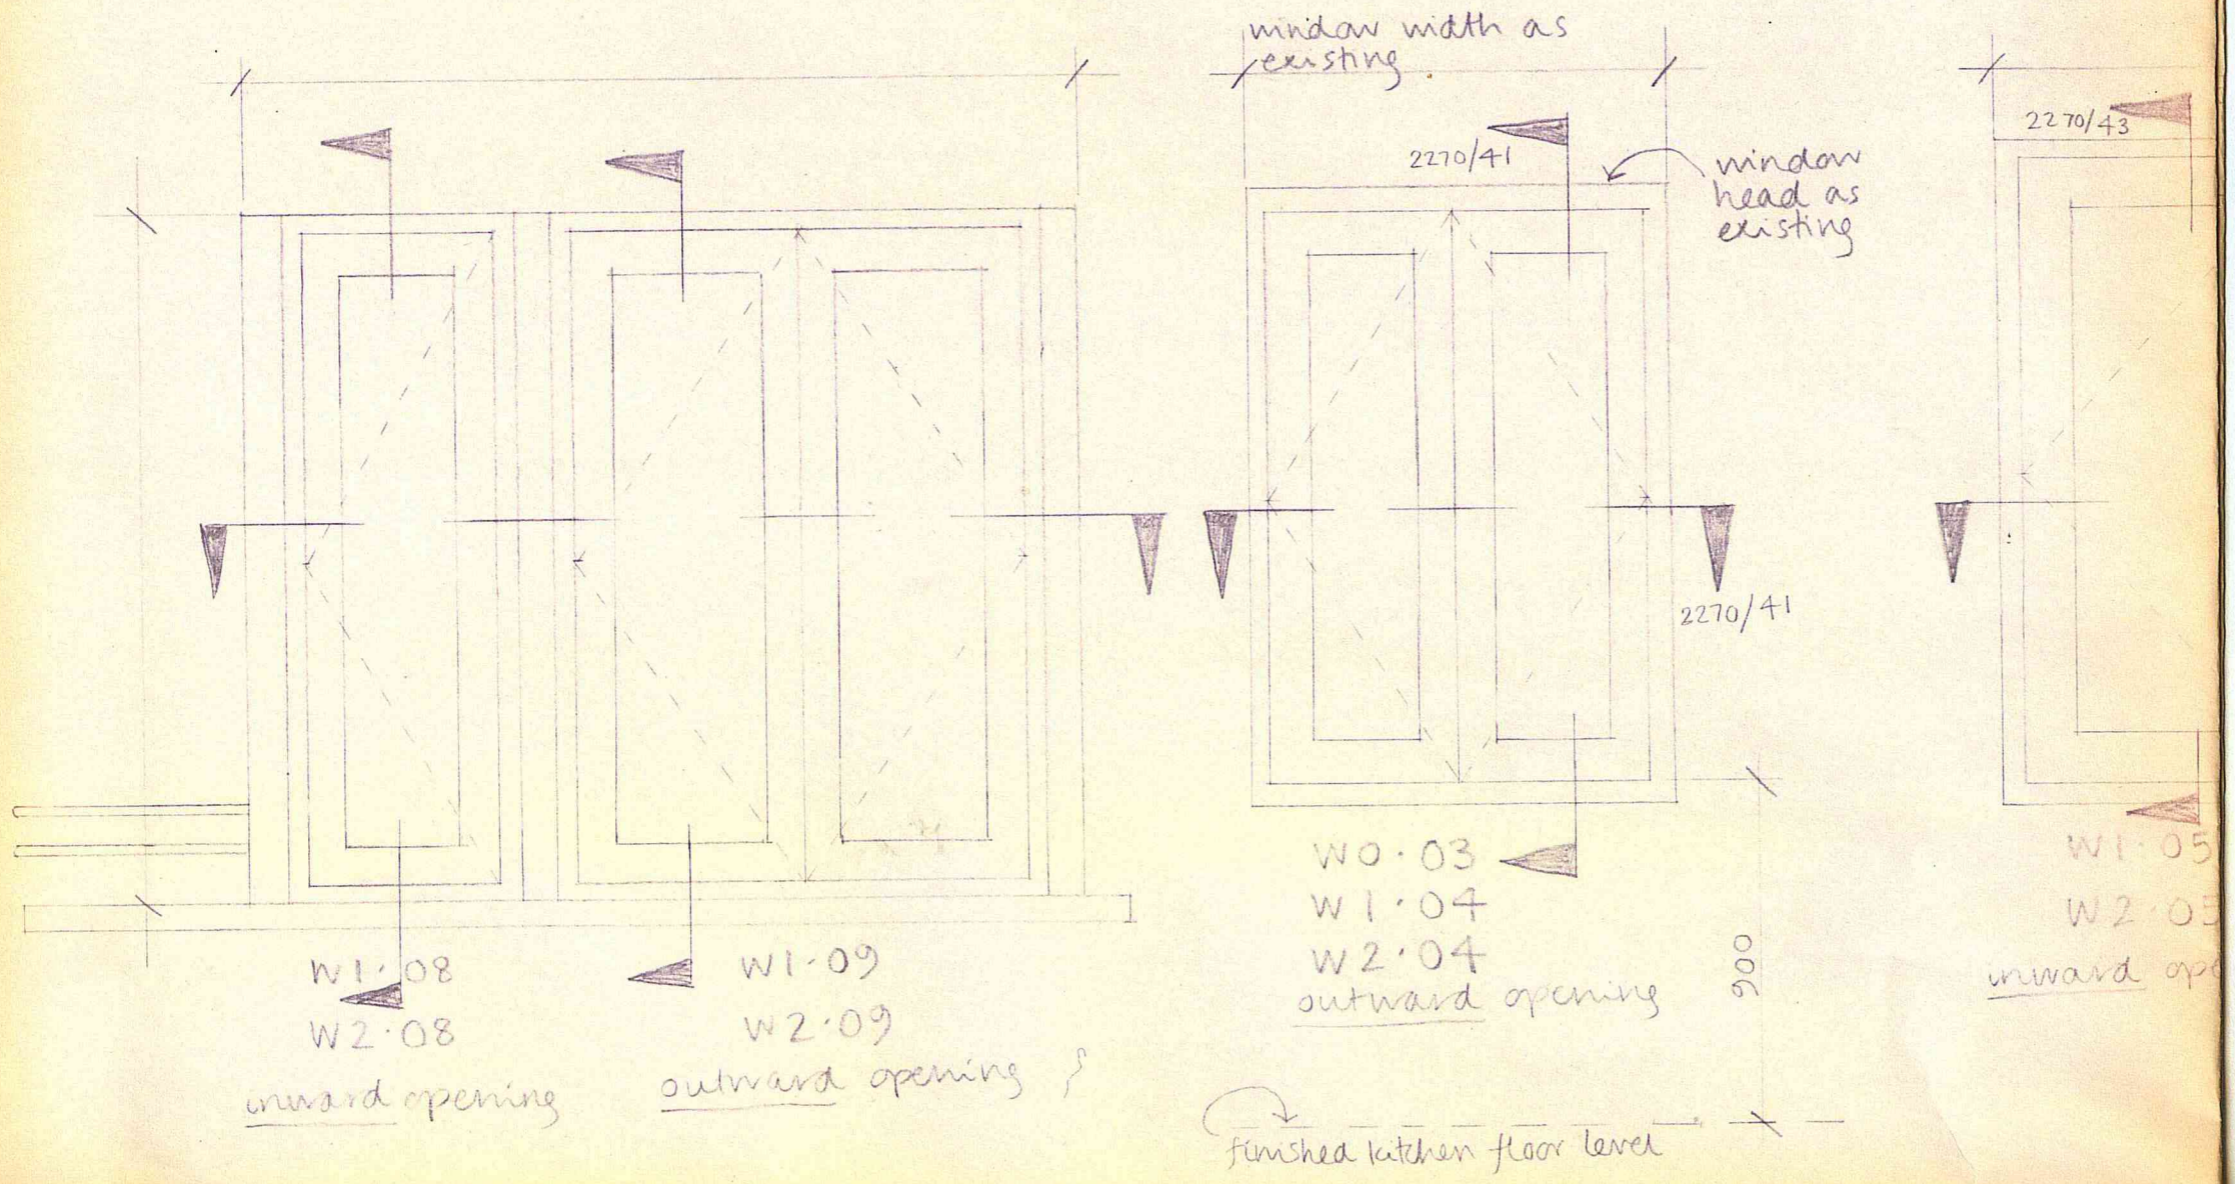 window width as
existing
2270/41
window
head as
existing
2270/43
2270/41
W1·08
W2·08
inward opening
W1·09
W2·09
outward opening
W0·03
W1·04
W2·04
outward opening
900
finished kitchen floor level
W1·05
W2·05
inward ope